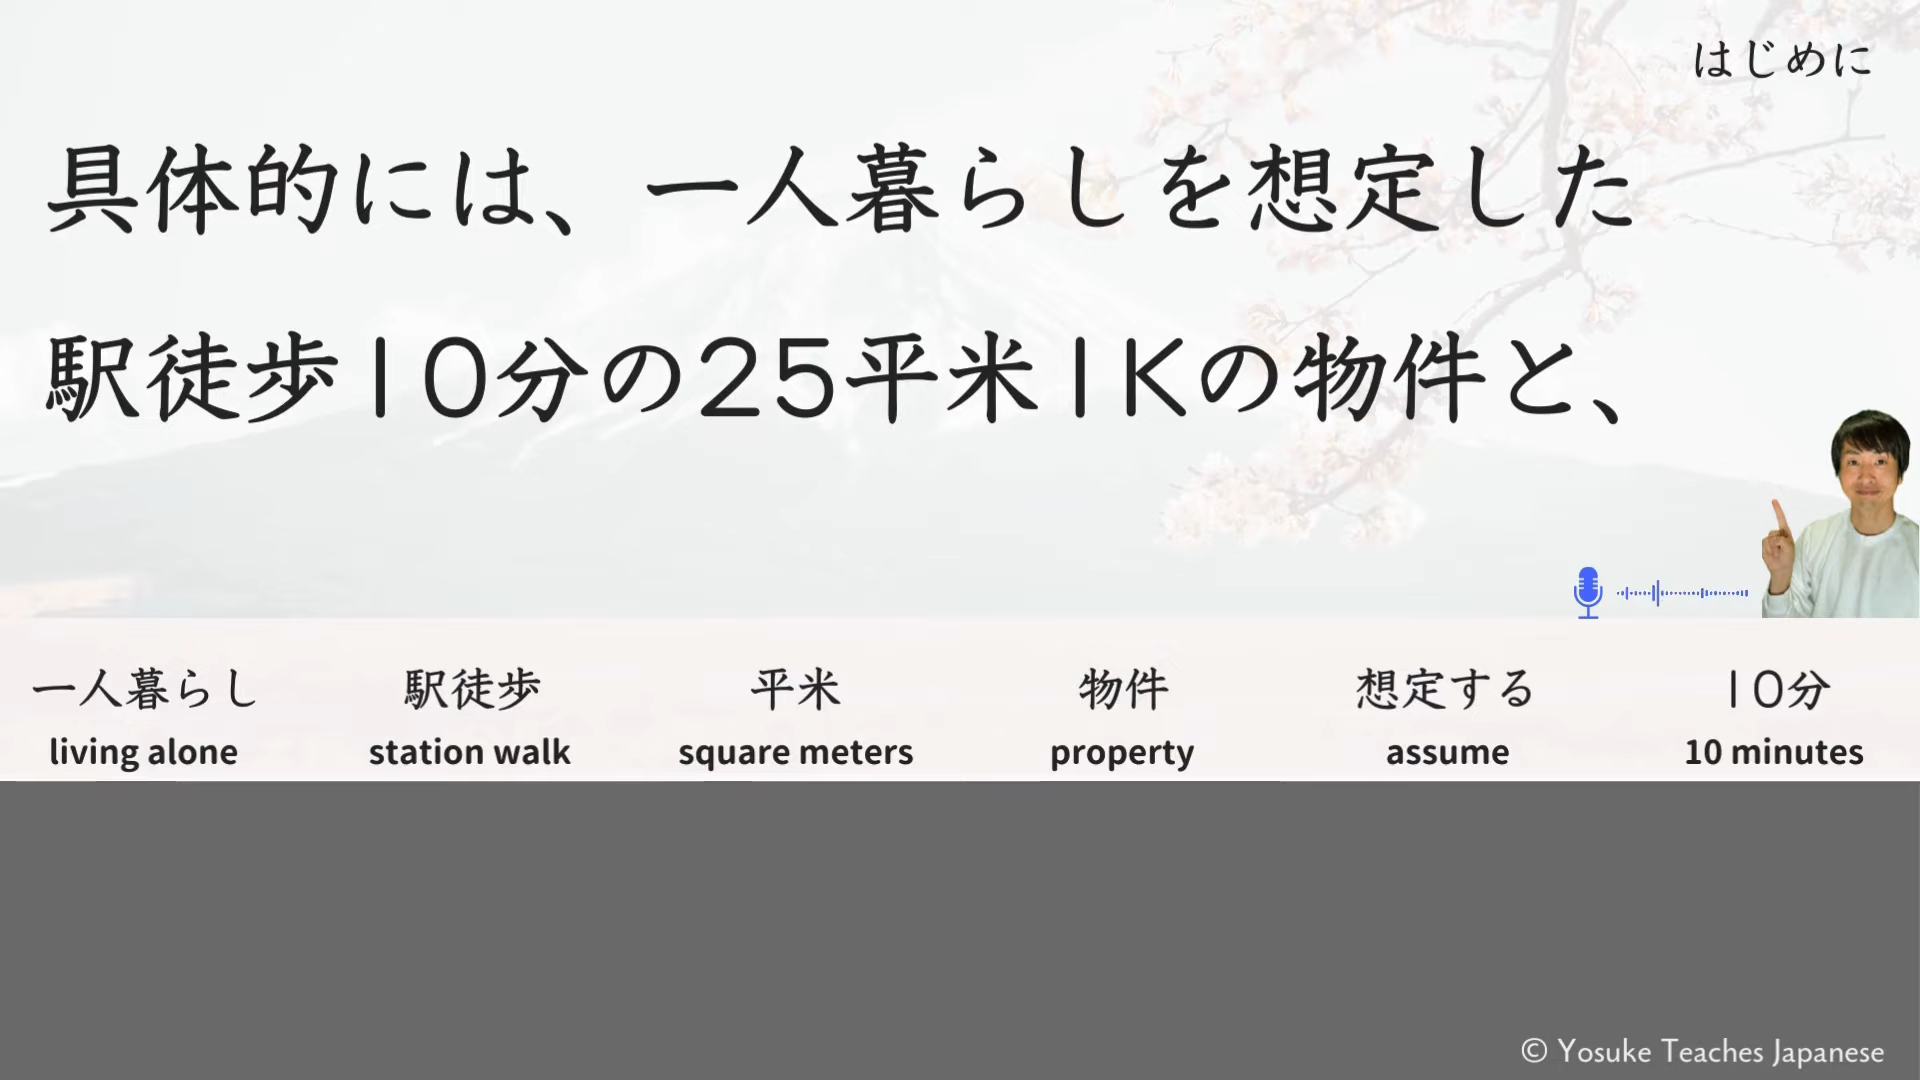 はじめに
具体的には、一人暮らしを想定した
駅徒歩10分の25平米1Kの物件と、
一人暮らし 駅徒歩 平米 物件 想定する 10分
living alone station walk square meters property assume 10 minutes
© Yosuke Teaches Japanese